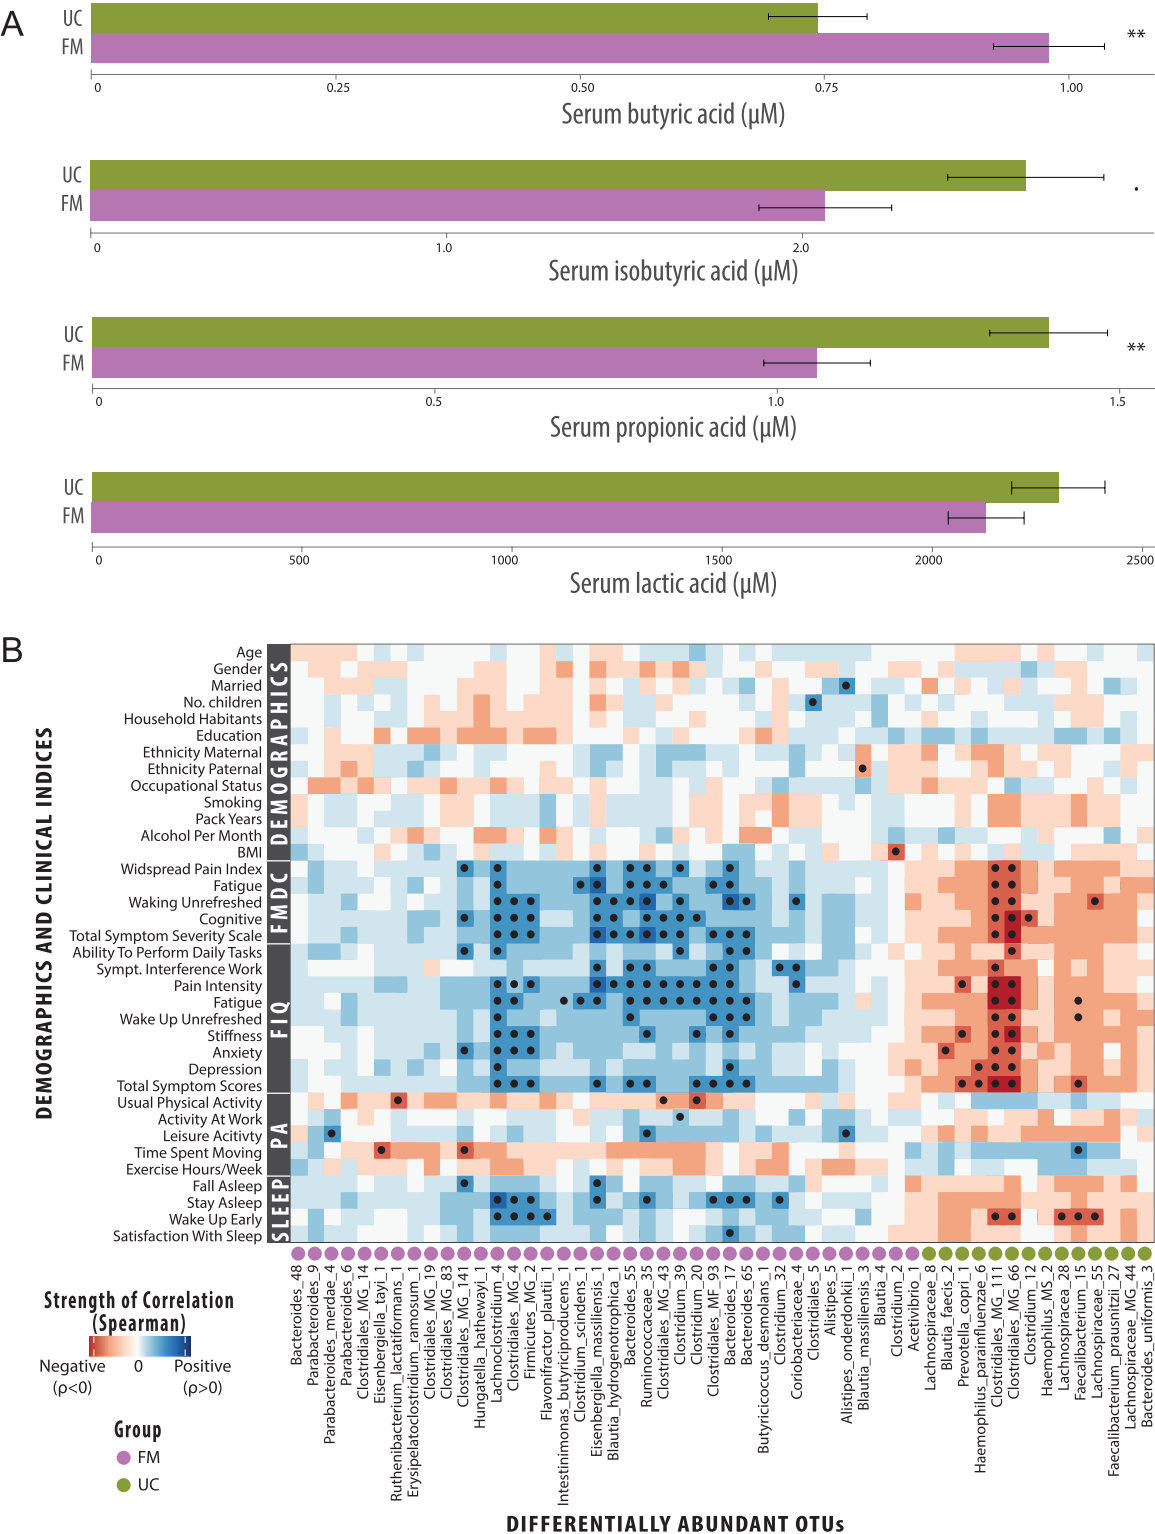 A
UC
FM
**
0 0.25 0.50 0.75 1.00
Serum butyric acid (µM)
UC
FM
.
0 1.0 2.0
Serum isobutyric acid (µM)
UC
FM
**
0 0.5 1.0 1.5
Serum propionic acid (µM)
UC
FM
0 500 1000 1500 2000 2500
Serum lactic acid (µM)
B
DEMOGRAPHICS AND CLINICAL INDICES
DEMOGRAPHICS
Age
Gender
Married
No. children
Household Habitants
Education
Ethnicity Maternal
Ethnicity Paternal
Occupational Status
Smoking
Pack Years
Alcohol Per Month
BMI
FMDC
Widspread Pain Index
Fatigue
Waking Unrefreshed
Cognitive
Total Symptom Severity Scale
FIQ
Ability To Perform Daily Tasks
Sympt. Interference Work
Pain Intensity
Fatigue
Wake Up Unrefreshed
Stiffness
Anxiety
Depression
Total Symptom Scores
PA
Usual Physical Activity
Activity At Work
Leisure Acitivty
Time Spent Moving
Exercise Hours/Week
SLEEP
Fall Asleep
Stay Asleep
Wake Up Early
Satisfaction With Sleep
Bacteroides_48
Parabacteroides_9
Parabacteroides_merdae_4
Parabacteroides_6
Clostridiales_MG_14
Eisenbergiella_tayi_1
Ruthenibacterium_lactatiformans_1
Erysipelatoclostridium_ramosum_1
Clostridiales_MG_19
Clostridiales_MG_83
Clostridiales_MG_141
Hungatella_hathewayi_1
Lachnoclostridium_4
Clostridiales_MG_4
Firmicutes_MG_2
Flavonifractor_plautii_1
Intestinimonas_butyriciproducens_1
Clostridium_scindens_1
Eisenbergiella_massiliensis_1
Blautia_hydrogenotrophica_1
Bacteroides_55
Ruminococcaceae_35
Clostridiales_MG_43
Clostridium_39
Clostridium_20
Clostridiales_MF_93
Bacteroides_17
Bacteroides_65
Butyricicoccus_desmolans_1
Clostridium_32
Coriobacteriaceae_4
Clostridiales_5
Alistipes_5
Alistipes_onderdonkii_1
Blautia_massiliensis_3
Blautia_4
Clostridium_2
Acetivibrio_1
Lachnospiraceae_8
Blautia_faecis_2
Prevotella_copri_1
Haemophilus_parainfluenzae_6
Clostridiales_MG_111
Clostridiales_MG_66
Clostridium_12
Haemophilus_MS_2
Lachnospiracea_28
Faecalibacterium_15
Lachnospiraceae_55
Faecalibacterium_prausnitzii_27
Lachnospiraceae_MG_44
Bacteroides_uniformis_3
Strength of Correlation
(Spearman)
Negative 0 Positive
(ρ<0) (ρ>0)
Group
FM
UC
DIFFERENTIALLY ABUNDANT OTUs